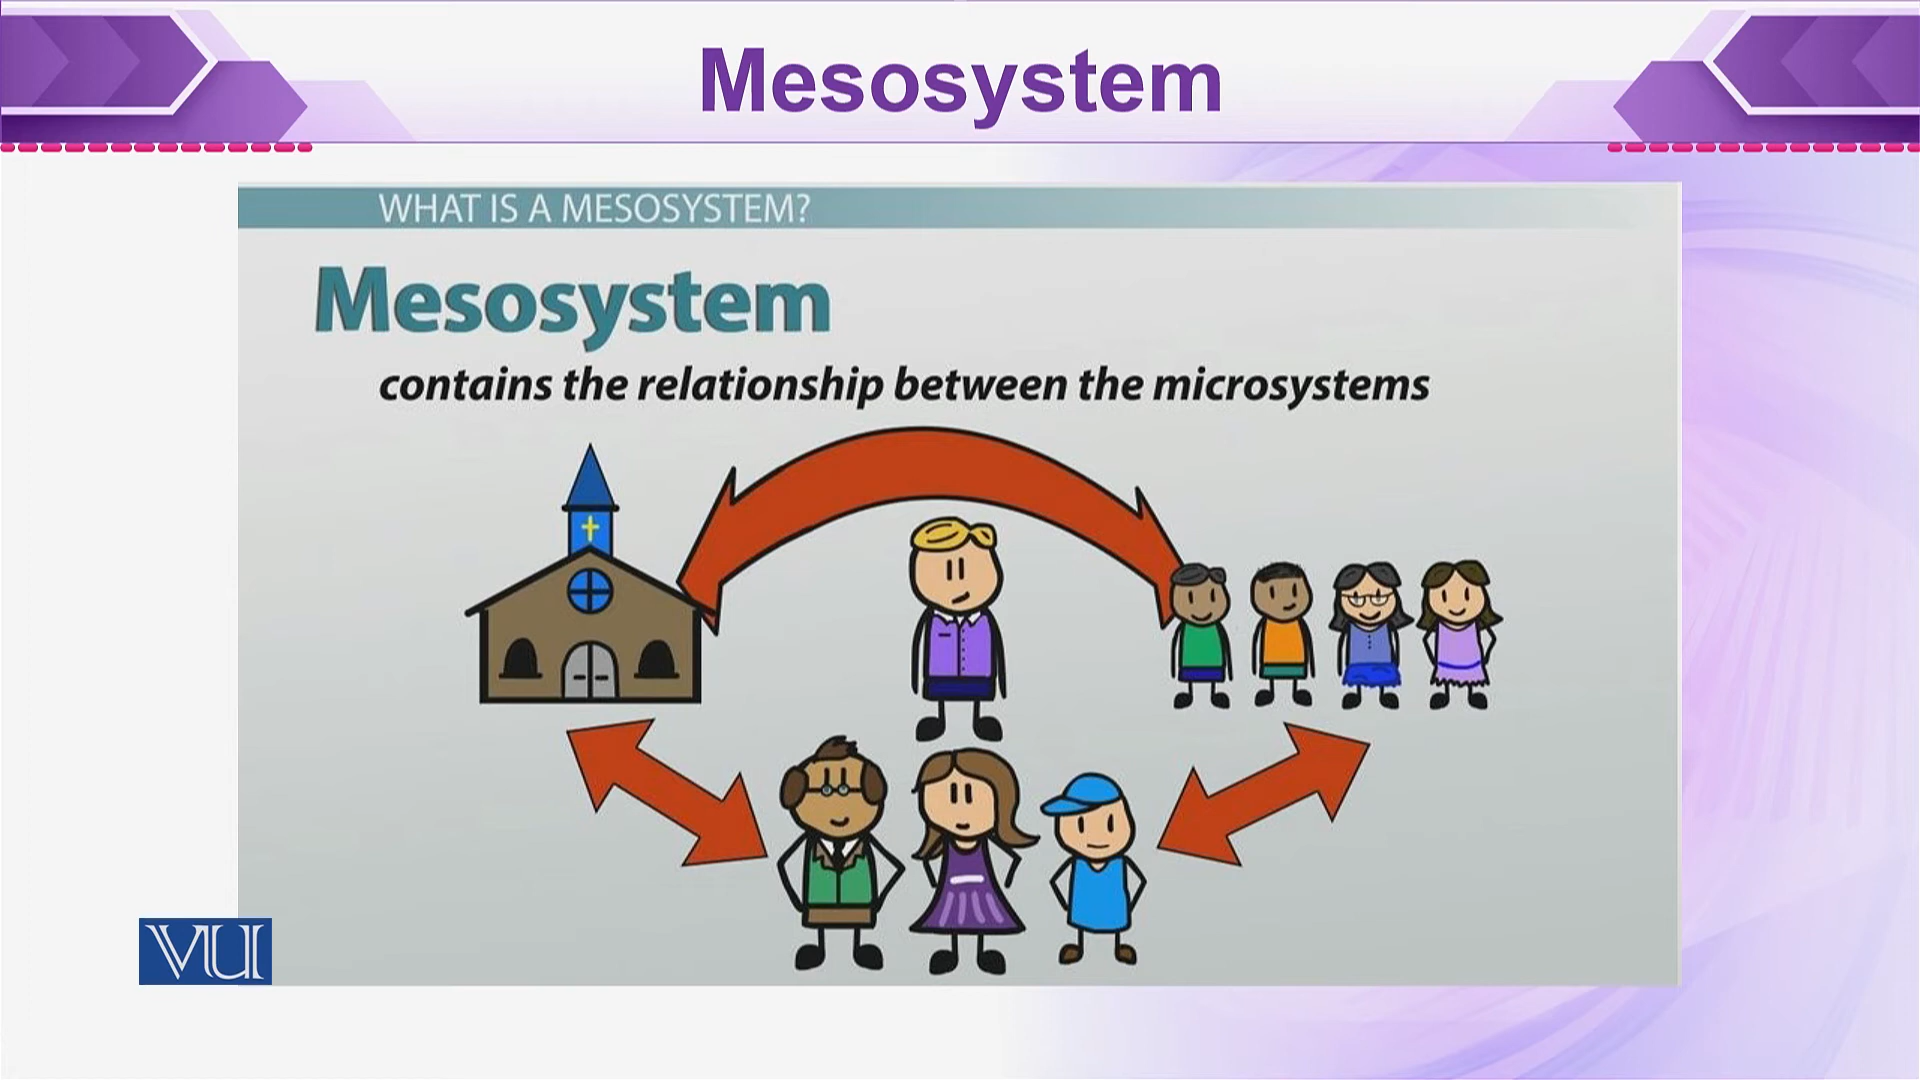 Mesosystem
WHAT IS A MESOSYSTEM?
Mesosystem
contains the relationship between the microsystems
VU